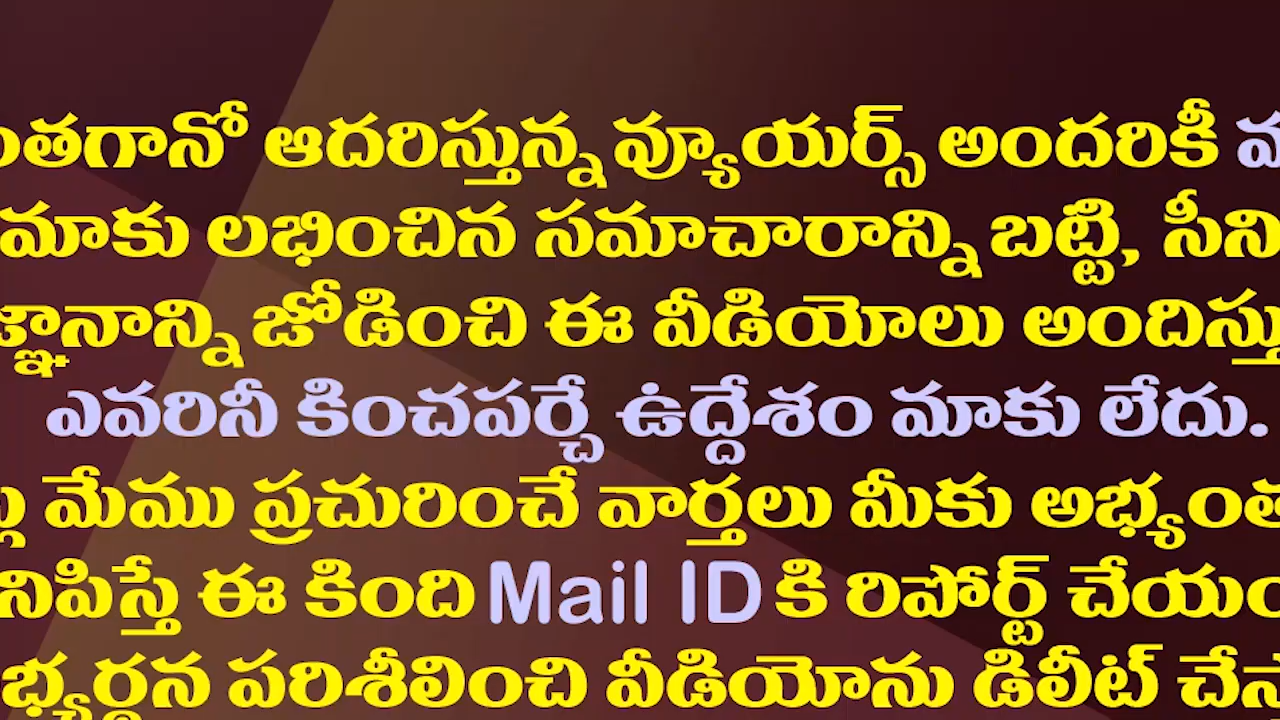 ంతగానో ఆదరిస్తున్న వ్యూయర్స్ అందరికీ
మాకు లభించిన సమాచారాన్ని బట్టి, సీని
జ్ఞానాన్ని జోడించి ఈ వీడియోలు అందిస్తు
ఎవరినీ కించపర్చే ఉద్దేశం మాకు లేదు.
మేము ప్రచురించే వార్తలు మీకు అభ్యంత
నిపిస్తే ఈ కింది Mail ID కి రిపోర్ట్ చేయం
భ్యర్థన పరిశీలించి వీడియోను డిలీట్ చేస